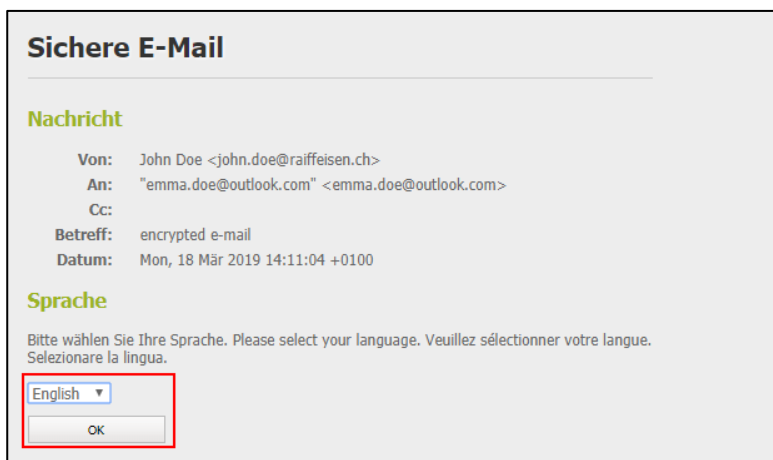 Sichere E-Mail
Nachricht
Von: John Doe <john.doe@raiffeisen.ch>
An: "emma.doe@outlook.com" <emma.doe@outlook.com>
Cc:
Betreff: encrypted e-mail
Datum: Mon, 18 Mär 2019 14:11:04 +0100
Sprache
Bitte wählen Sie Ihre Sprache. Please select your language. Veuillez sélectionner votre langue.
Selezionare la lingua.
English
OK